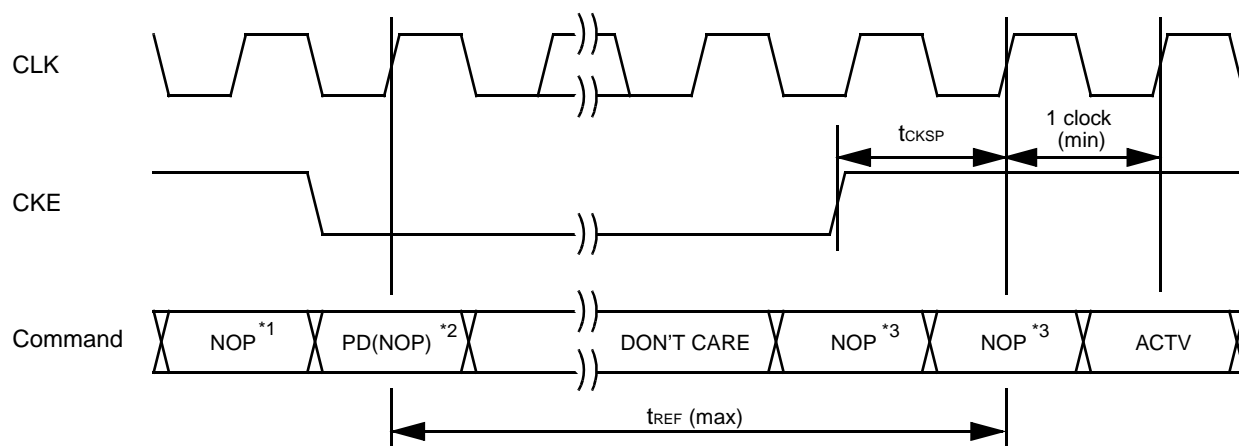 CLK
1 clock
(min)
tCKSP
CKE
Command
NOP *1
PD(NOP) *2
DON'T CARE
NOP *3
NOP *3
ACTV
tREF (max)